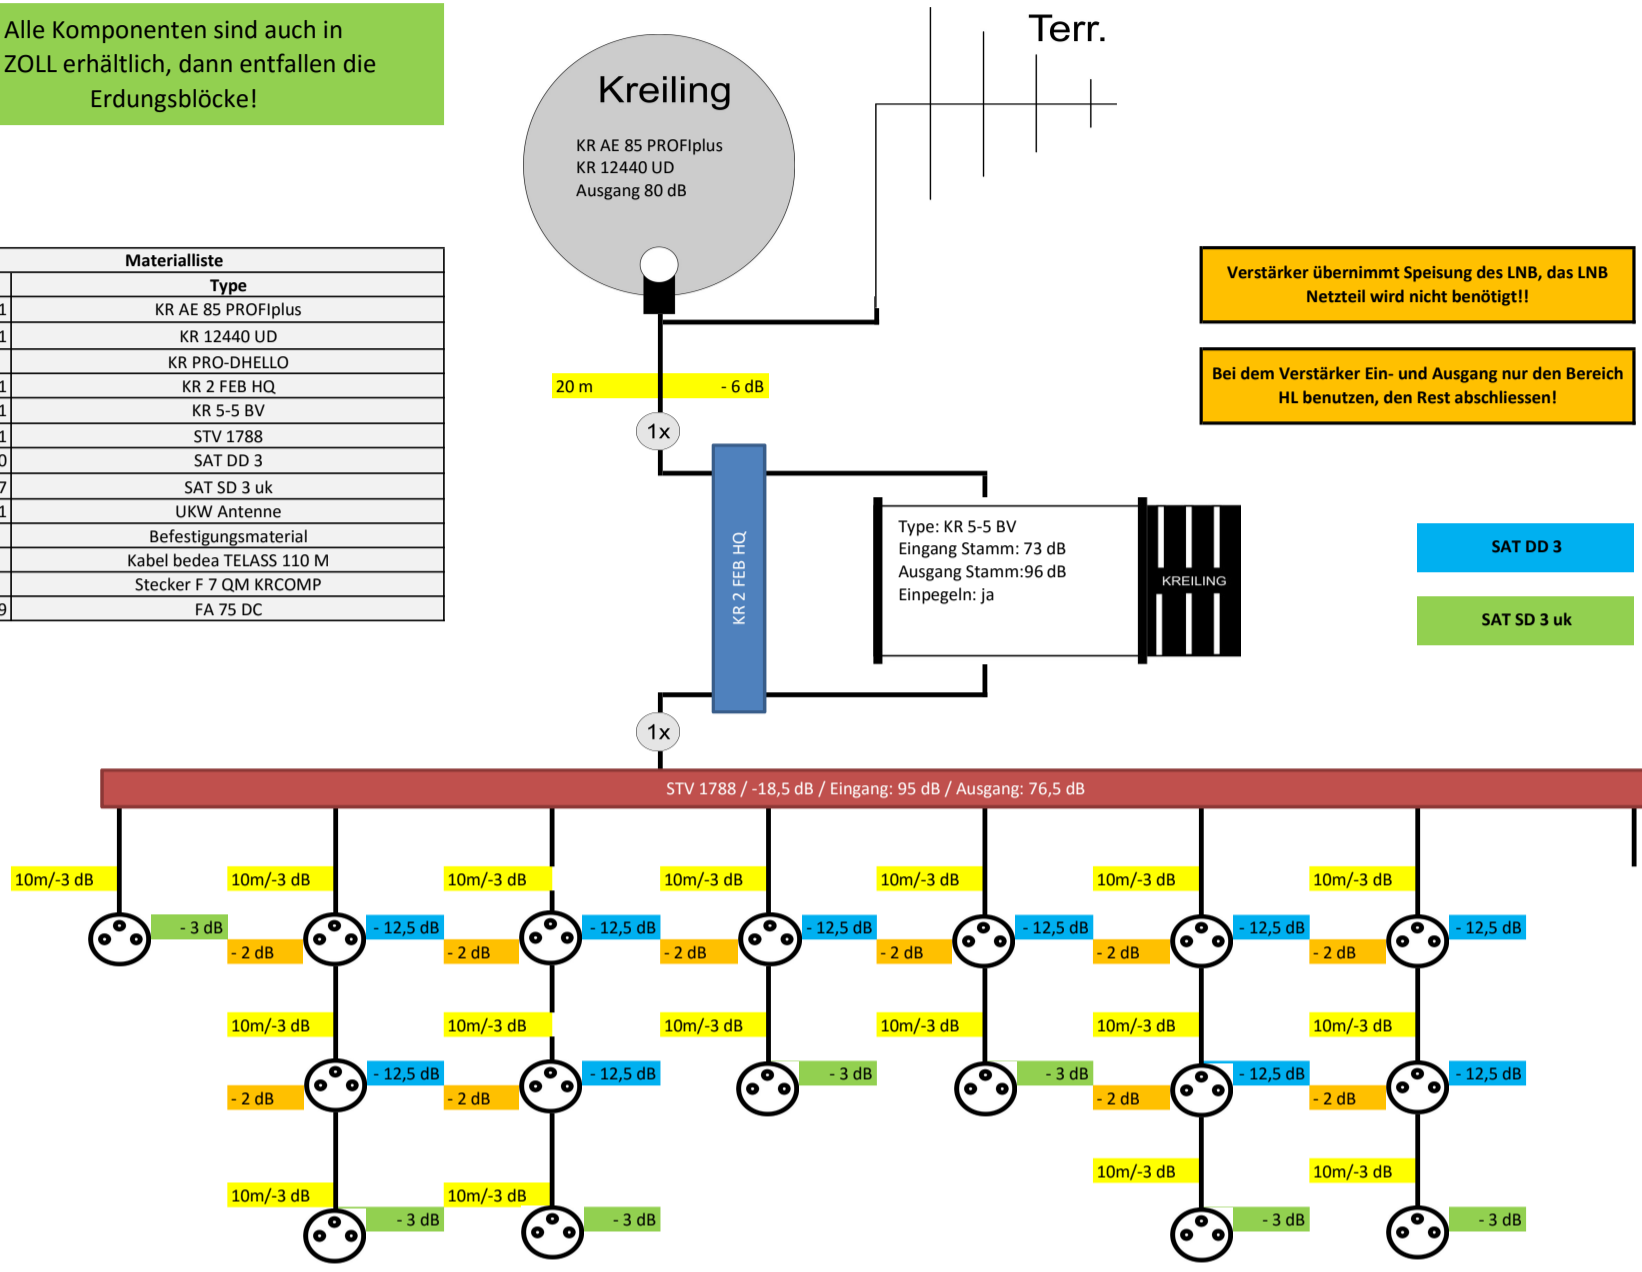 Alle Komponenten sind auch in
ZOLL erhältlich, dann entfallen die
Erdungsblöcke!
Terr.
Kreiling
KR AE 85 PROFIplus
KR 12440 UD
Ausgang 80 dB
Materialliste
Type
1 KR AE 85 PROFIplus
1 KR 12440 UD
KR PRO-DHELLO
1 KR 2 FEB HQ
1 KR 5-5 BV
1 STV 1788
0 SAT DD 3
7 SAT SD 3 uk
1 UKW Antenne
Befestigungsmaterial
Kabel bedea TELASS 110 M
Stecker F 7 QM KRCOMP
9 FA 75 DC
Verstärker übernimmt Speisung des LNB, das LNB
Netzteil wird nicht benötigt!!
Bei dem Verstärker Ein- und Ausgang nur den Bereich
HL benutzen, den Rest abschliessen!
20 m - 6 dB
1x
KR 2 FEB HQ
Type: KR 5-5 BV
Eingang Stamm: 73 dB
Ausgang Stamm:96 dB
Einpegeln: ja
KREILING
SAT DD 3
SAT SD 3 uk
1x
STV 1788 / -18,5 dB / Eingang: 95 dB / Ausgang: 76,5 dB
10m/-3 dB 10m/-3 dB 10m/-3 dB 10m/-3 dB 10m/-3 dB 10m/-3 dB 10m/-3 dB
- 3 dB - 12,5 dB - 12,5 dB - 12,5 dB - 12,5 dB - 12,5 dB - 12,5 dB
- 2 dB - 2 dB - 2 dB - 2 dB - 2 dB - 2 dB
10m/-3 dB 10m/-3 dB 10m/-3 dB 10m/-3 dB 10m/-3 dB 10m/-3 dB
- 12,5 dB - 12,5 dB - 3 dB - 3 dB - 12,5 dB - 12,5 dB
- 2 dB - 2 dB - 2 dB - 2 dB
10m/-3 dB 10m/-3 dB 10m/-3 dB 10m/-3 dB
- 3 dB - 3 dB - 3 dB - 3 dB